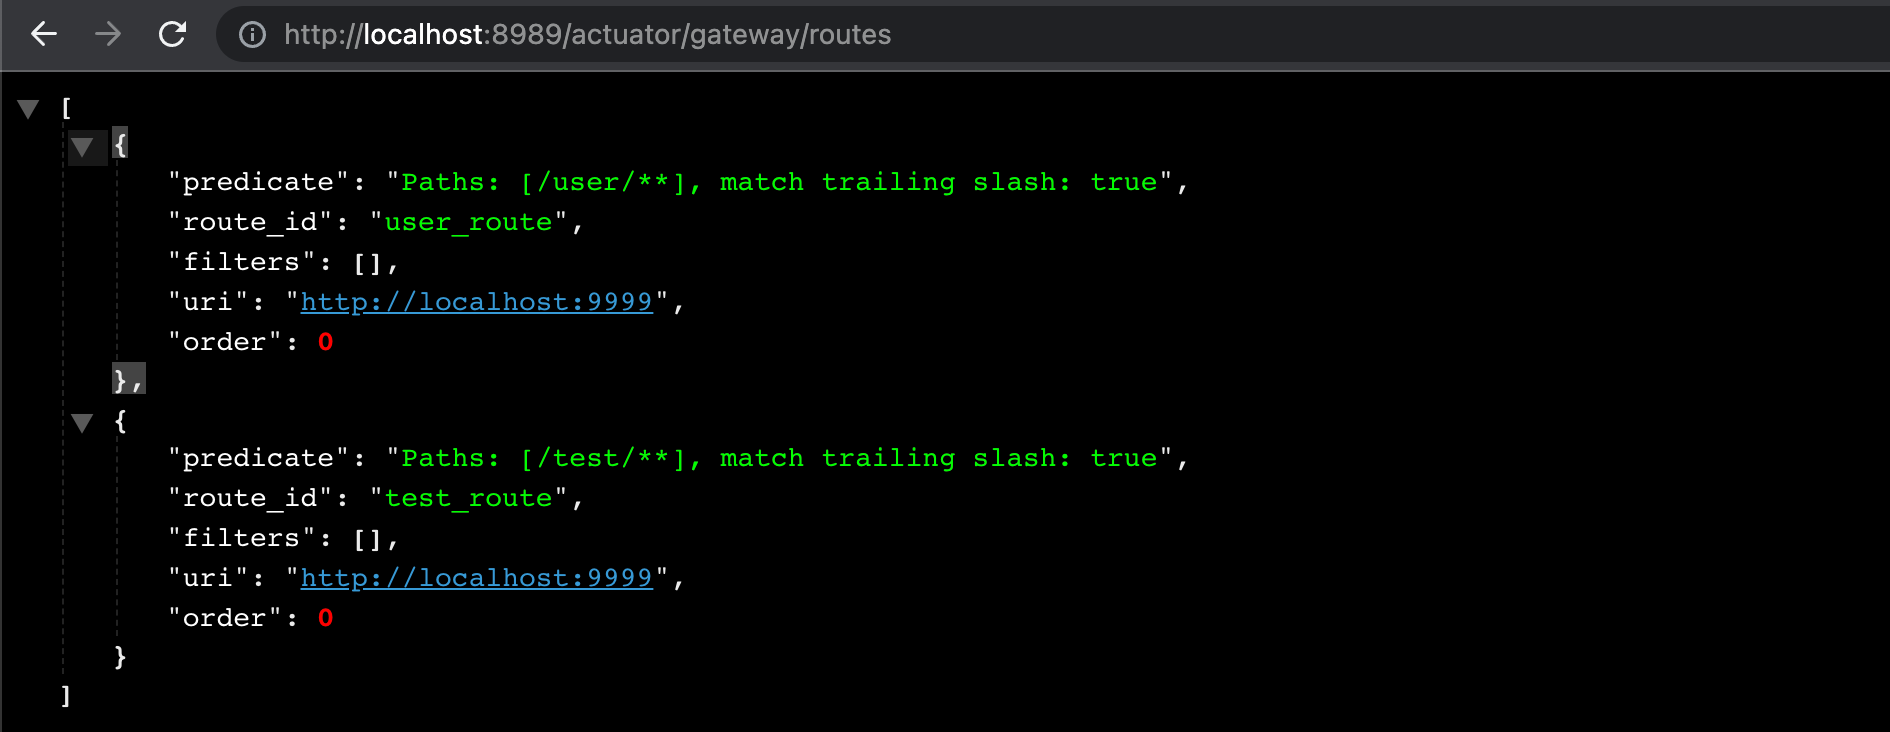 http://localhost:8989/actuator/gateway/routes
[
{
"predicate": "Paths: [/user/**], match trailing slash: true",
"route_id": "user_route",
"filters": [],
"uri": "http://localhost:9999",
"order": 0
},
{
"predicate": "Paths: [/test/**], match trailing slash: true",
"route_id": "test_route",
"filters": [],
"uri": "http://localhost:9999",
"order": 0
}
]